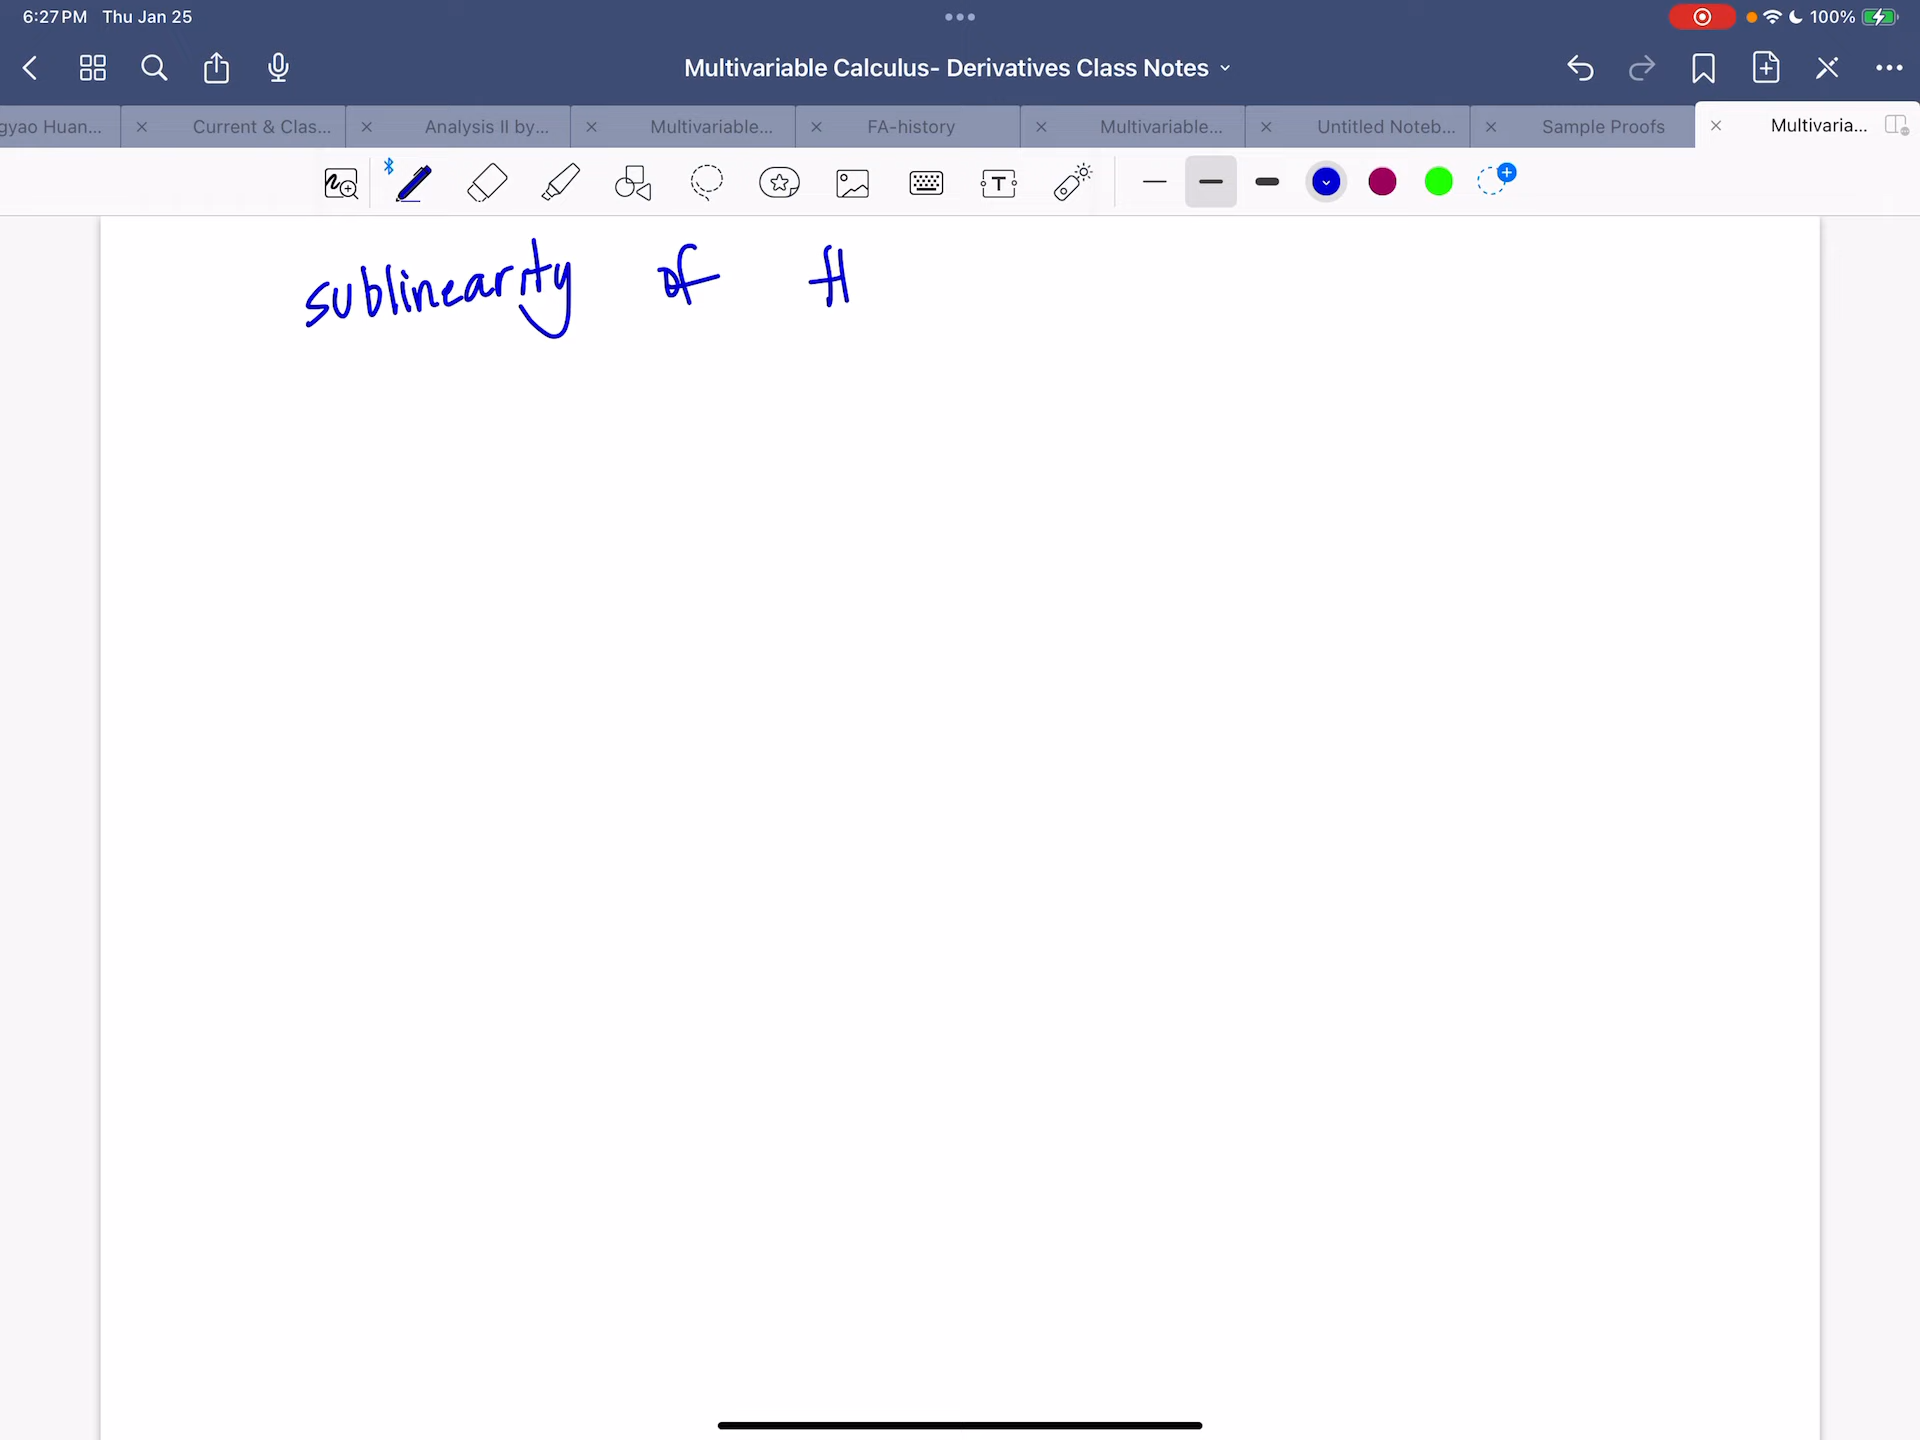 6:27 PM Thu Jan 25
100%
Multivariable Calculus- Derivatives Class Notes
gyao Huan...
Current & Clas...
Analysis II by...
Multivariable...
FA-history
Multivariable...
Untitled Noteb...
Sample Proofs
Multivaria...
T
sublinearity of